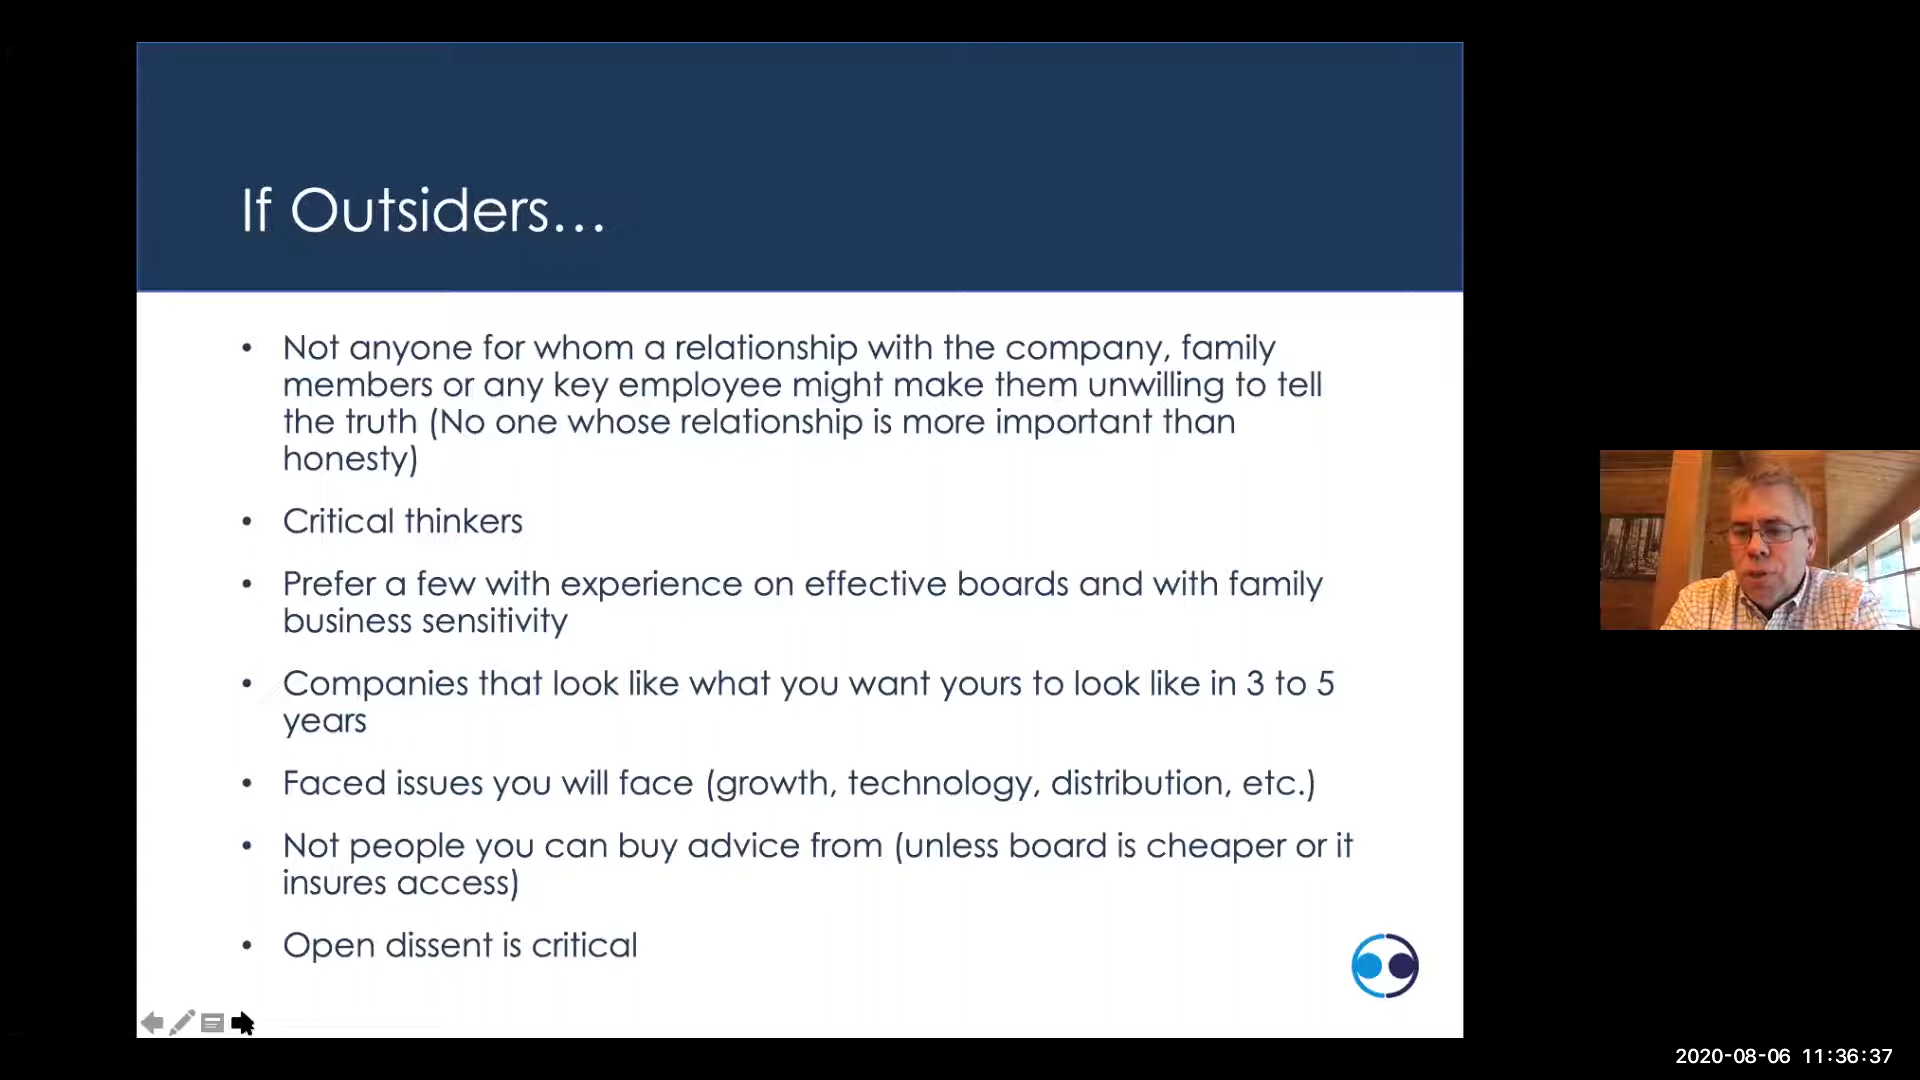 If Outsiders...
• Not anyone for whom a relationship with the company, family
members or any key employee might make them unwilling to tell
the truth (No one whose relationship is more important than
honesty)
• Critical thinkers
• Prefer a few with experience on effective boards and with family
business sensitivity
• Companies that look like what you want yours to look like in 3 to 5
years
• Faced issues you will face (growth, technology, distribution, etc.)
• Not people you can buy advice from (unless board is cheaper or it
insures access)
• Open dissent is critical
2020-08-06 11:36:37